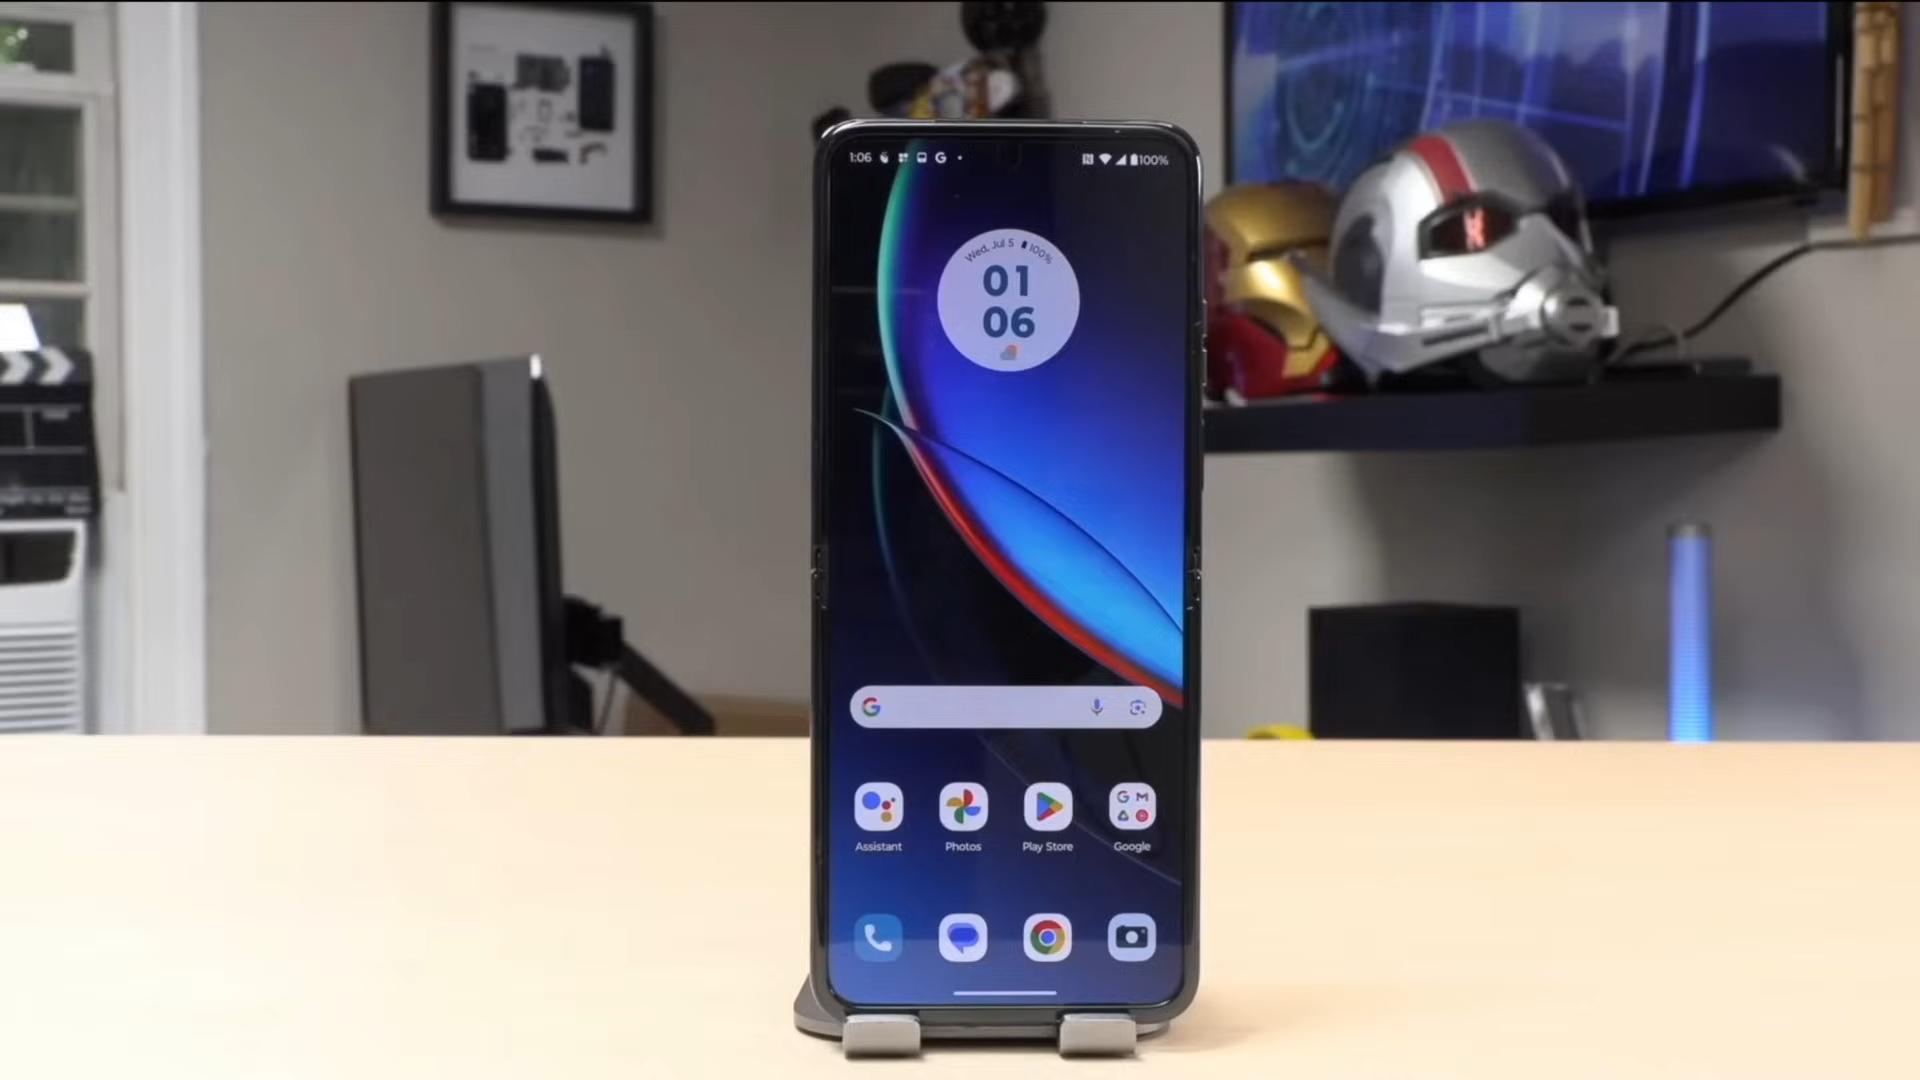 1:06 G 100%
Wed, Jul 5 100%
01
06
Assistant Photos Play Store Google